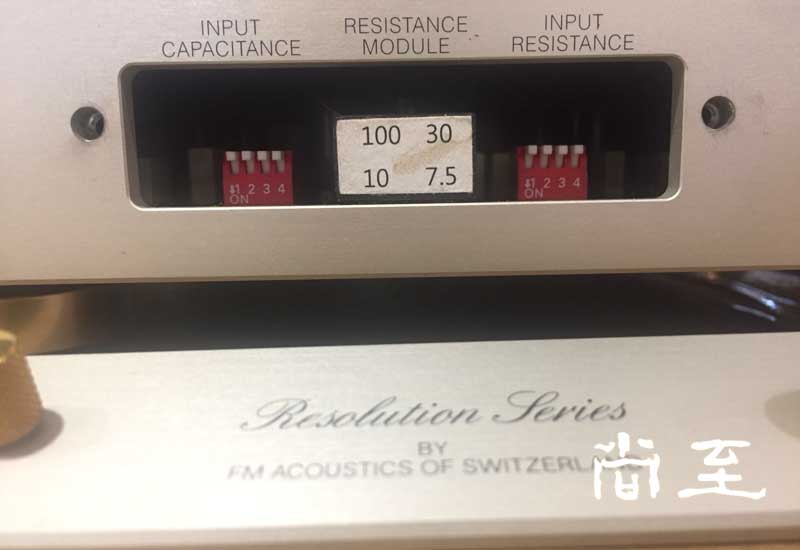 INPUT
CAPACITANCE
RESISTANCE
MODULE
INPUT
RESISTANCE
100 30
10 7.5
1 2 3 4
ON
1 2 3 4
ON
Resolution Series
BY
FM ACOUSTICS OF SWITZERLAND
尚至